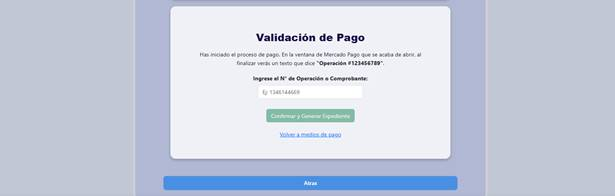 Validación de Pago
Has iniciado el proceso de pago. En la ventana de Mercado Pago que se acaba de abrir, al
finalizar verás un texto que dice "Operación #123456789".
Ingrese el N° de Operación o Comprobante:
Ej: 1346144669
Confirmar y Generar Expediente
Volver a medios de pago
Atras